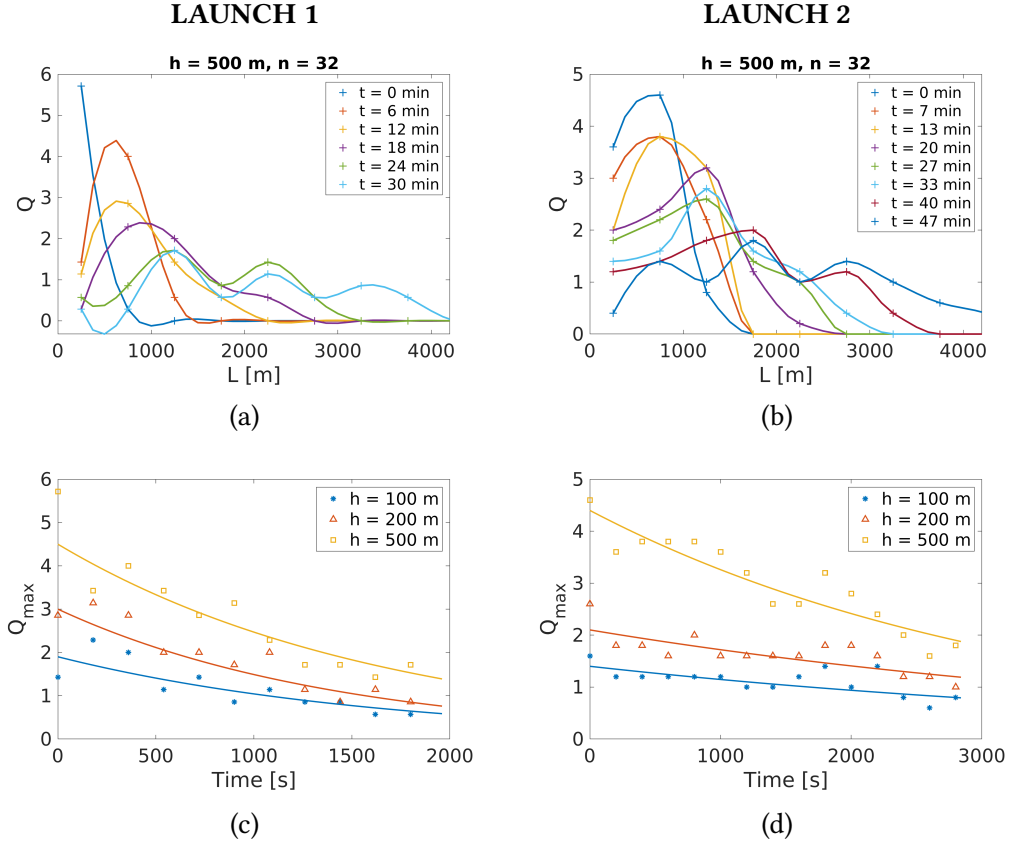 LAUNCH 1
LAUNCH 2
h = 500 m, n = 32
6
5
4
3
2
1
0
Q
0
1000
2000
3000
4000
L [m]
t = 0 min
t = 6 min
t = 12 min
t = 18 min
t = 24 min
t = 30 min
(a)
h = 500 m, n = 32
5
4
3
2
1
0
Q
0
1000
2000
3000
4000
L [m]
t = 0 min
t = 7 min
t = 13 min
t = 20 min
t = 27 min
t = 33 min
t = 40 min
t = 47 min
(b)
6
5
4
3
2
1
0
Qmax
0
500
1000
1500
2000
Time [s]
h = 100 m
h = 200 m
h = 500 m
(c)
5
4
3
2
1
0
Qmax
0
1000
2000
3000
Time [s]
h = 100 m
h = 200 m
h = 500 m
(d)